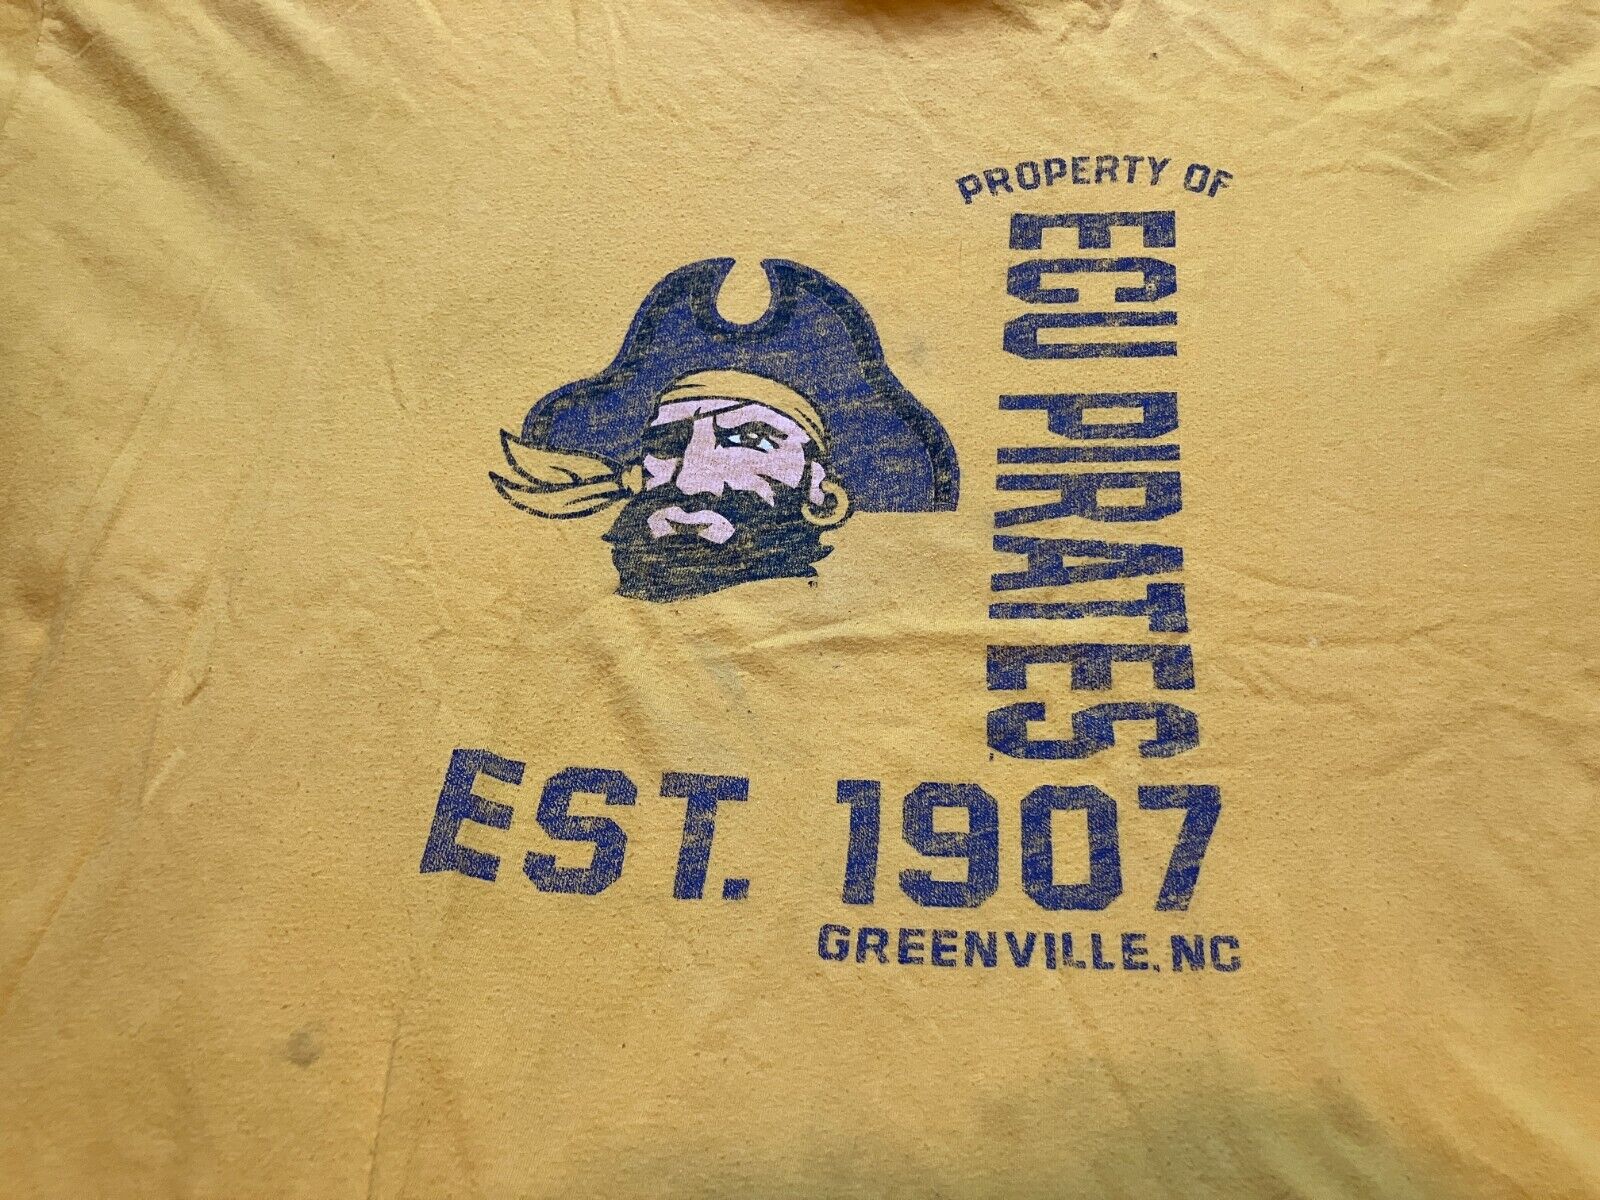 PROPERTY OF
ECU PIRATES
EST. 1907
GREENVILLE, NC